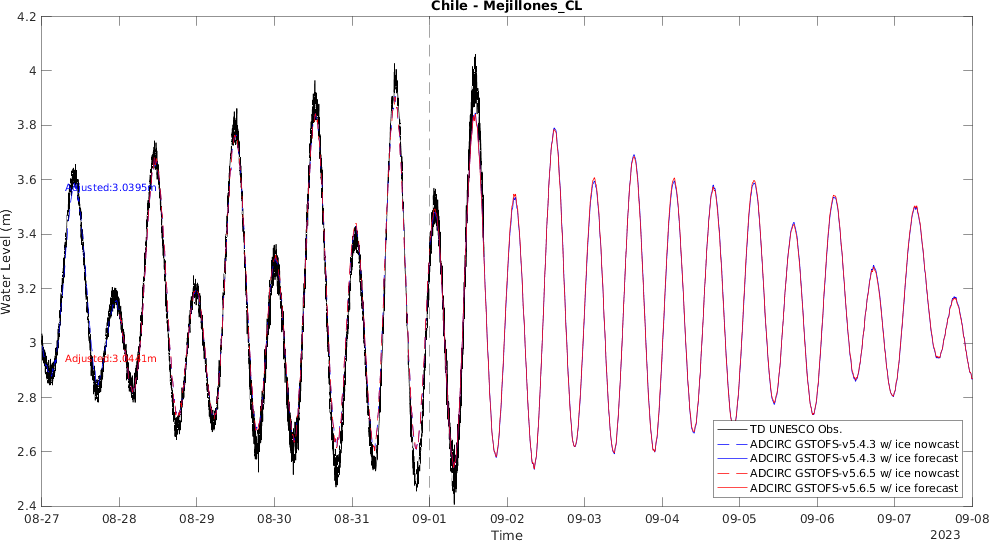 Chile - Mejillones_CL
Water Level (m)
4.2
4
3.8
3.6
3.4
3.2
3
2.8
2.6
2.4
Adjusted:3.0395m
Adjusted:3.0441m
TD UNESCO Obs.
ADCIRC GSTOFS-v5.4.3 w/ ice nowcast
ADCIRC GSTOFS-v5.4.3 w/ ice forecast
ADCIRC GSTOFS-v5.6.5 w/ ice nowcast
ADCIRC GSTOFS-v5.6.5 w/ ice forecast
08-27 08-28 08-29 08-30 08-31 09-01 09-02 09-03 09-04 09-05 09-06 09-07 09-08
Time
2023